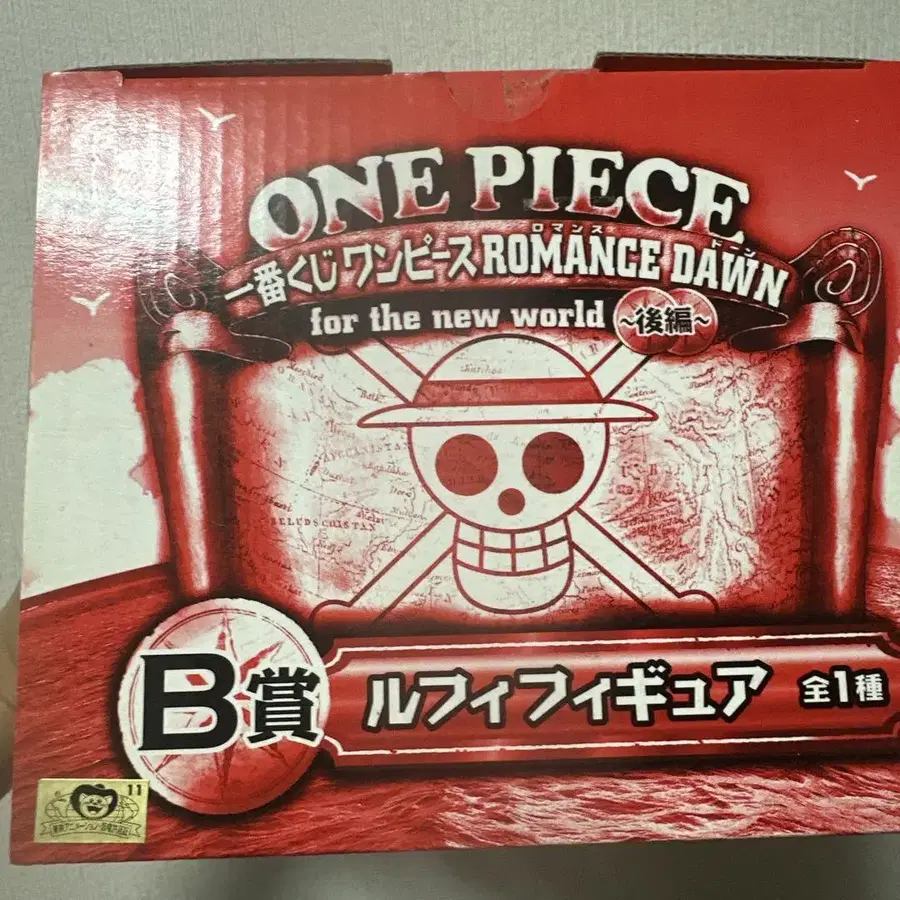 ONE PIECE
一番くじ ワンピース ROMANCE DAWN
ロマンス ドーン
for the new world ~後編~
BELUDSCHISTAN
B賞
ルフィフィギュア 全1種
11